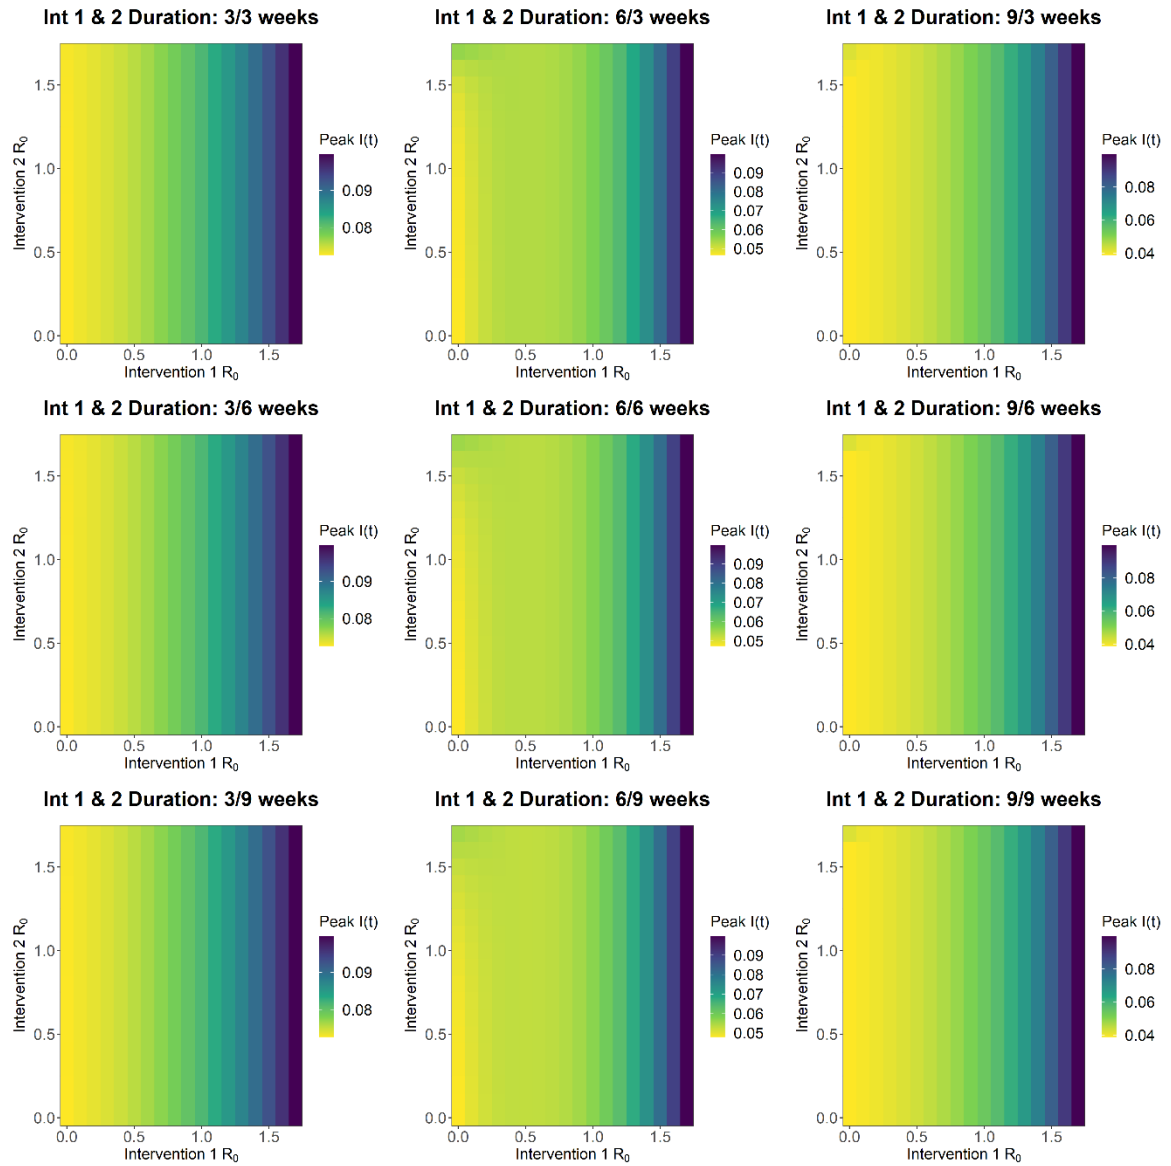 Int 1 & 2 Duration: 3/3 weeks
Intervention 2 R0
1.5
1.0
0.5
0.0
0.0 0.5 1.0 1.5
Intervention 1 R0
Peak I(t)
0.09
0.08
Int 1 & 2 Duration: 6/3 weeks
Intervention 2 R0
1.5
1.0
0.5
0.0
0.0 0.5 1.0 1.5
Intervention 1 R0
Peak I(t)
0.09
0.08
0.07
0.06
0.05
Int 1 & 2 Duration: 9/3 weeks
Intervention 2 R0
1.5
1.0
0.5
0.0
0.0 0.5 1.0 1.5
Intervention 1 R0
Peak I(t)
0.08
0.06
0.04
Int 1 & 2 Duration: 3/6 weeks
Intervention 2 R0
1.5
1.0
0.5
0.0
0.0 0.5 1.0 1.5
Intervention 1 R0
Peak I(t)
0.09
0.08
Int 1 & 2 Duration: 6/6 weeks
Intervention 2 R0
1.5
1.0
0.5
0.0
0.0 0.5 1.0 1.5
Intervention 1 R0
Peak I(t)
0.09
0.08
0.07
0.06
0.05
Int 1 & 2 Duration: 9/6 weeks
Intervention 2 R0
1.5
1.0
0.5
0.0
0.0 0.5 1.0 1.5
Intervention 1 R0
Peak I(t)
0.08
0.06
0.04
Int 1 & 2 Duration: 3/9 weeks
Intervention 2 R0
1.5
1.0
0.5
0.0
0.0 0.5 1.0 1.5
Intervention 1 R0
Peak I(t)
0.09
0.08
Int 1 & 2 Duration: 6/9 weeks
Intervention 2 R0
1.5
1.0
0.5
0.0
0.0 0.5 1.0 1.5
Intervention 1 R0
Peak I(t)
0.09
0.08
0.07
0.06
0.05
Int 1 & 2 Duration: 9/9 weeks
Intervention 2 R0
1.5
1.0
0.5
0.0
0.0 0.5 1.0 1.5
Intervention 1 R0
Peak I(t)
0.08
0.06
0.04